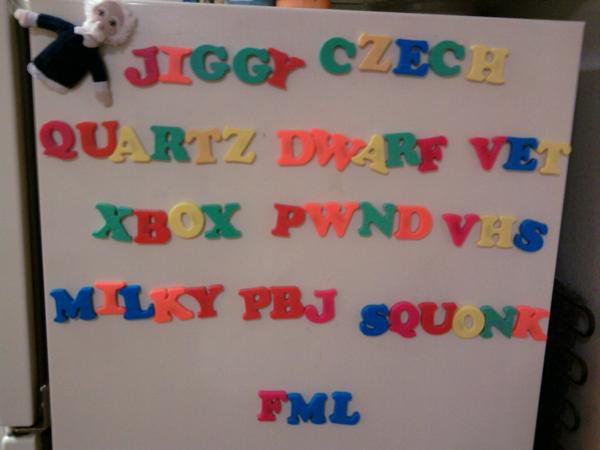 JIGGY CZECH
QUARTZ DWARF VET
XBOX PWND VHS
MILKY PBJ SQUONK
FML